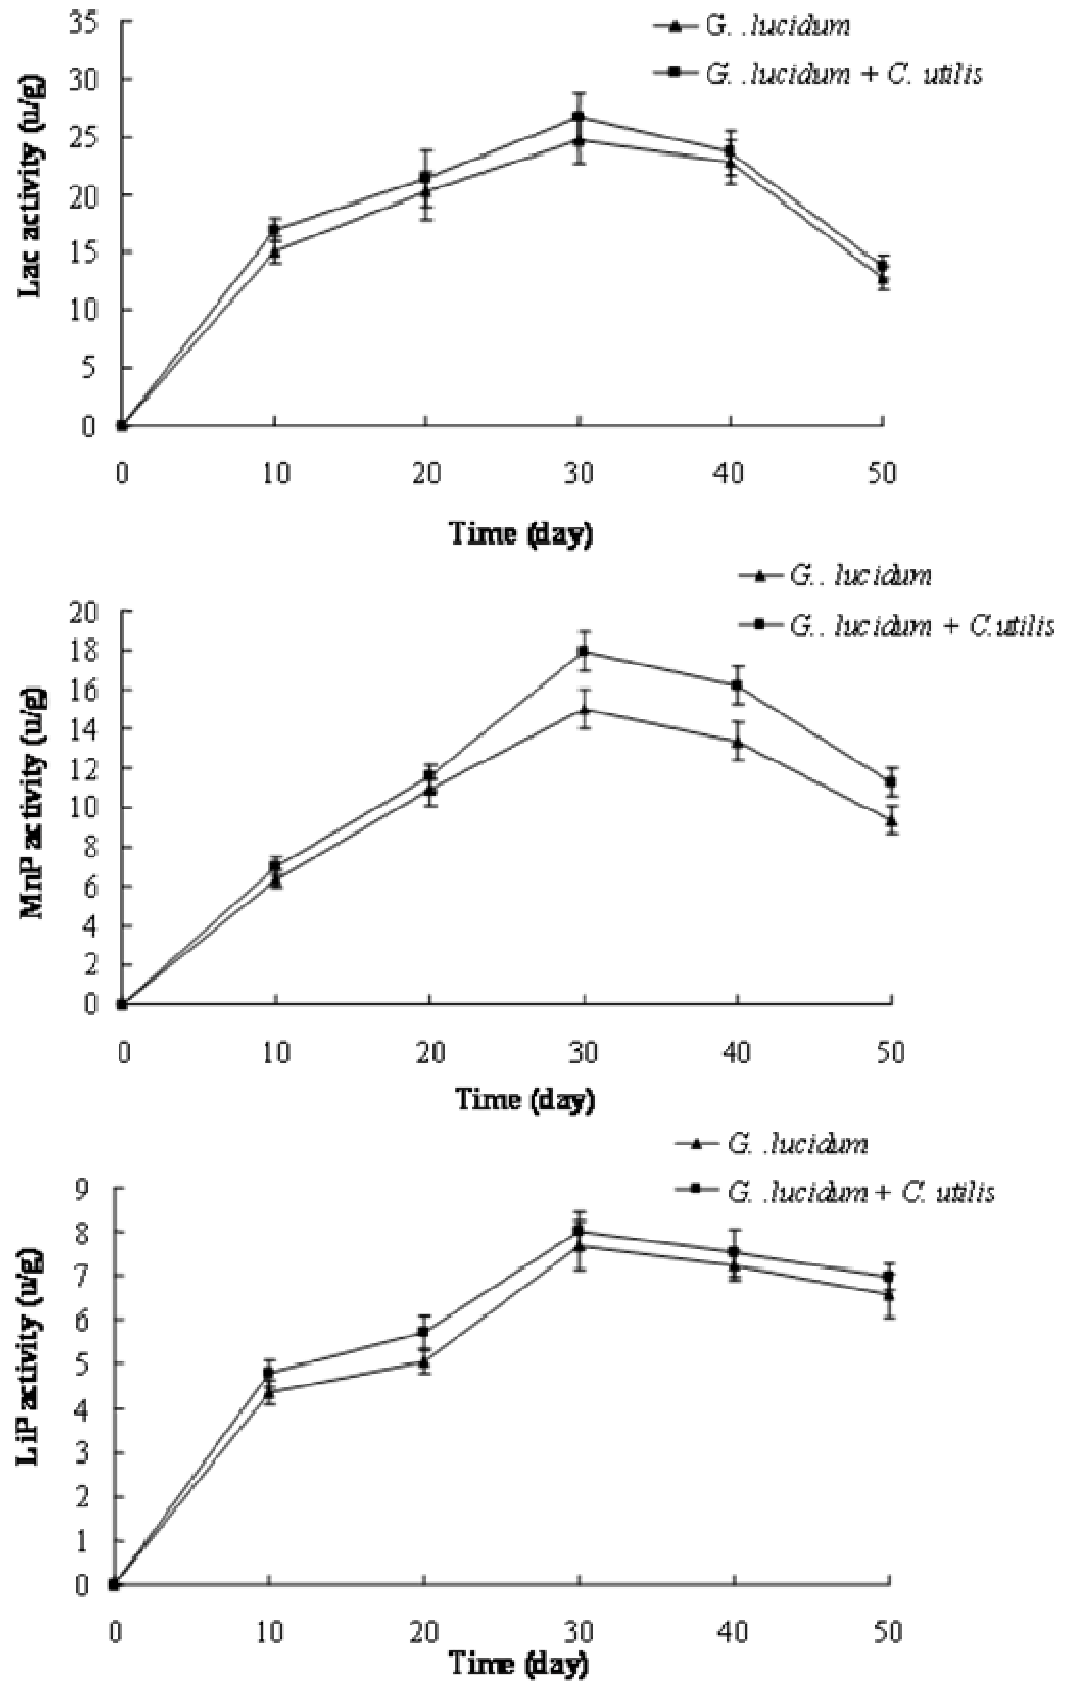 G. .lucidum
G. .lucidum + C. utilis
Lac activity (u/g)
35
30
25
20
15
10
5
0
0 10 20 30 40 50
Time (day)
G. . lucidum
G. . lucidum + C.utilis
MnP activity (u/g)
20
18
16
14
12
10
8
6
4
2
0
0 10 20 30 40 50
Time (day)
G. .lucidum
G. .lucidum + C. utilis
LiP activity (u/g)
9
8
7
6
5
4
3
2
1
0
0 10 20 30 40 50
Time (day)